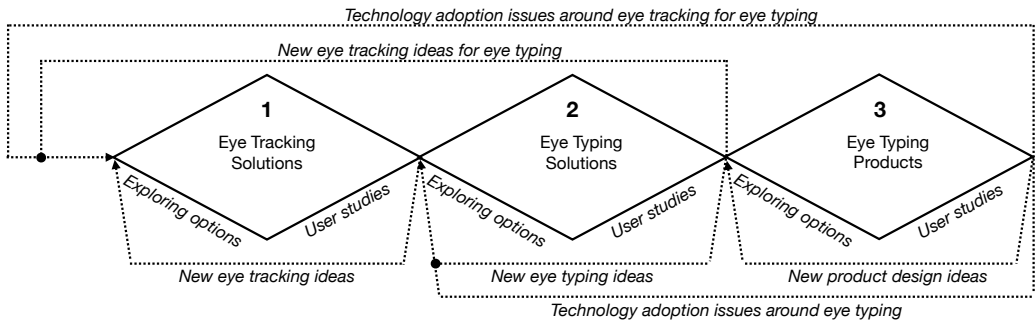 Technology adoption issues around eye tracking for eye typing
New eye tracking ideas for eye typing
1
Eye Tracking
Solutions
2
Eye Typing
Solutions
3
Eye Typing
Products
Exploring options
User studies
Exploring options
User studies
Exploring options
User studies
New eye tracking ideas
New eye typing ideas
New product design ideas
Technology adoption issues around eye typing